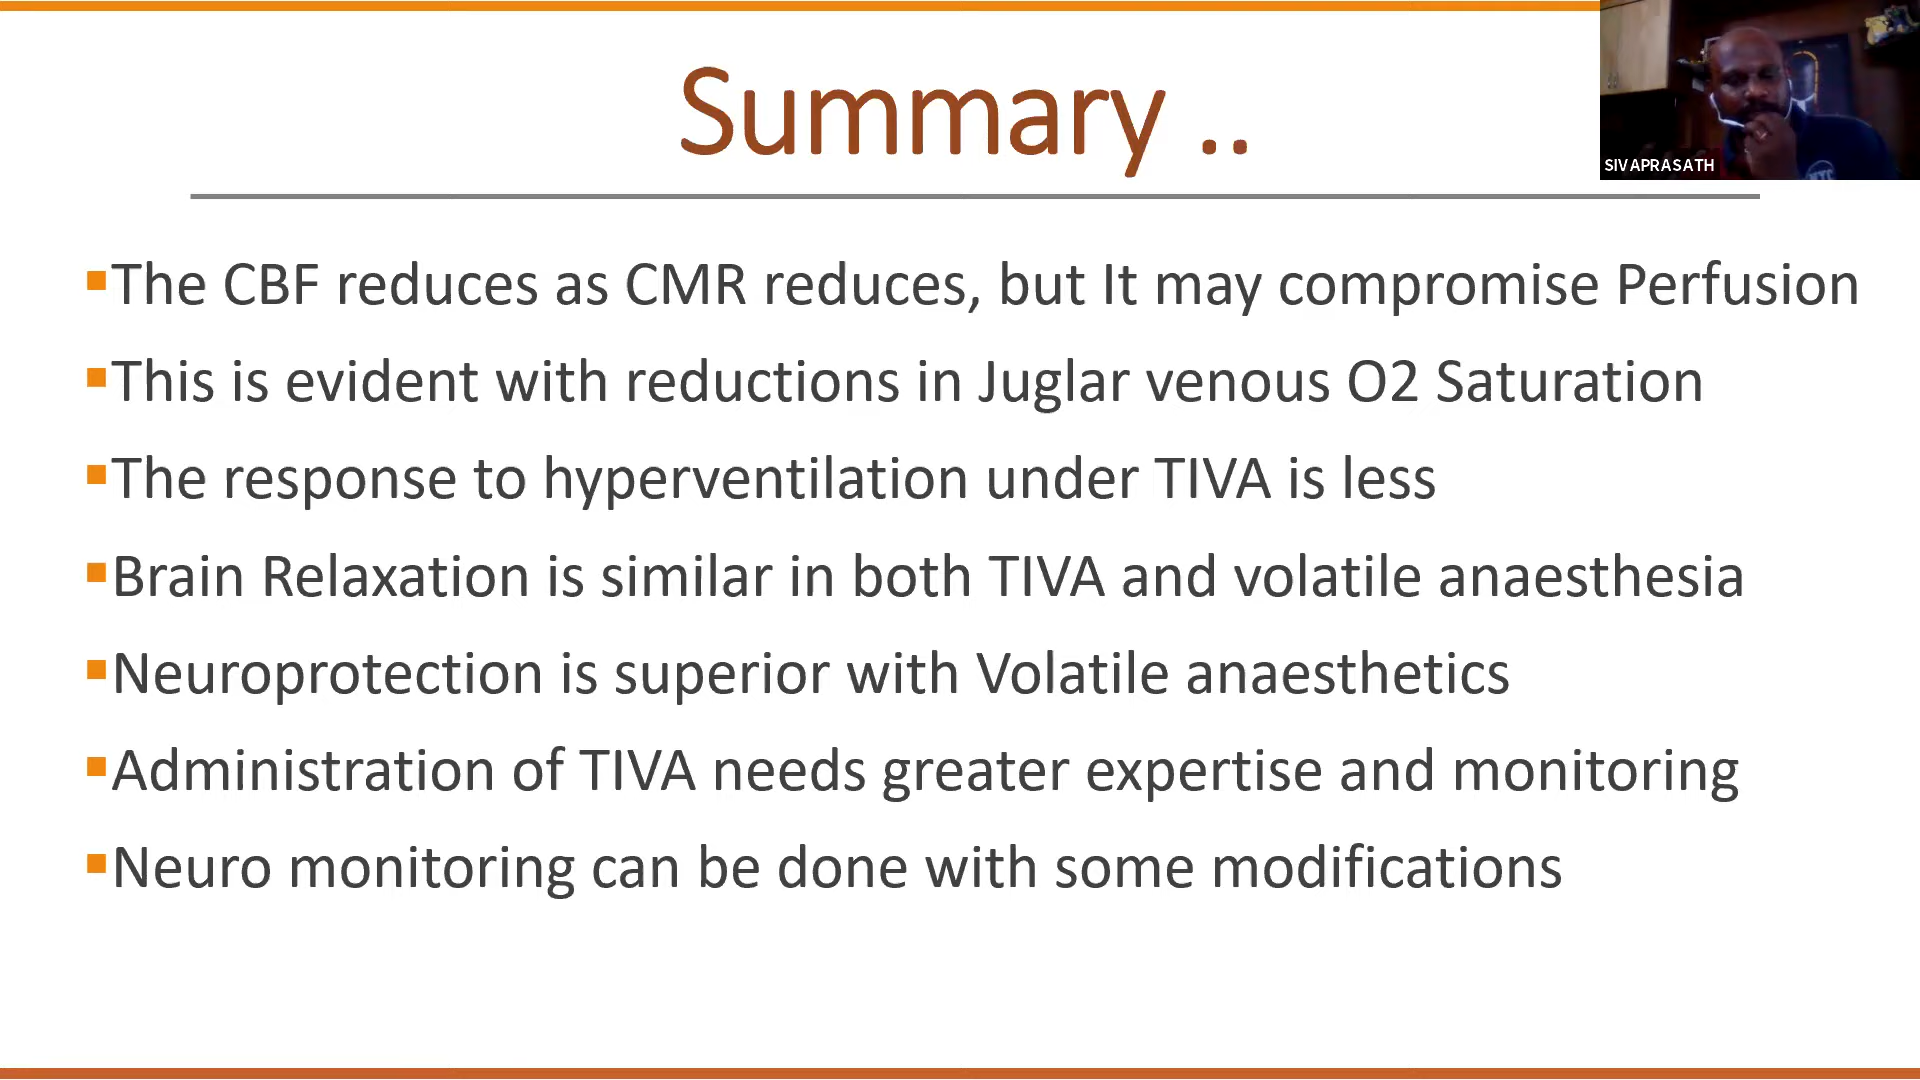 Summary ..
SIVAPRASATH
▪The CBF reduces as CMR reduces, but It may compromise Perfusion
▪This is evident with reductions in Juglar venous O2 Saturation
▪The response to hyperventilation under TIVA is less
▪Brain Relaxation is similar in both TIVA and volatile anaesthesia
▪Neuroprotection is superior with Volatile anaesthetics
▪Administration of TIVA needs greater expertise and monitoring
▪Neuro monitoring can be done with some modifications